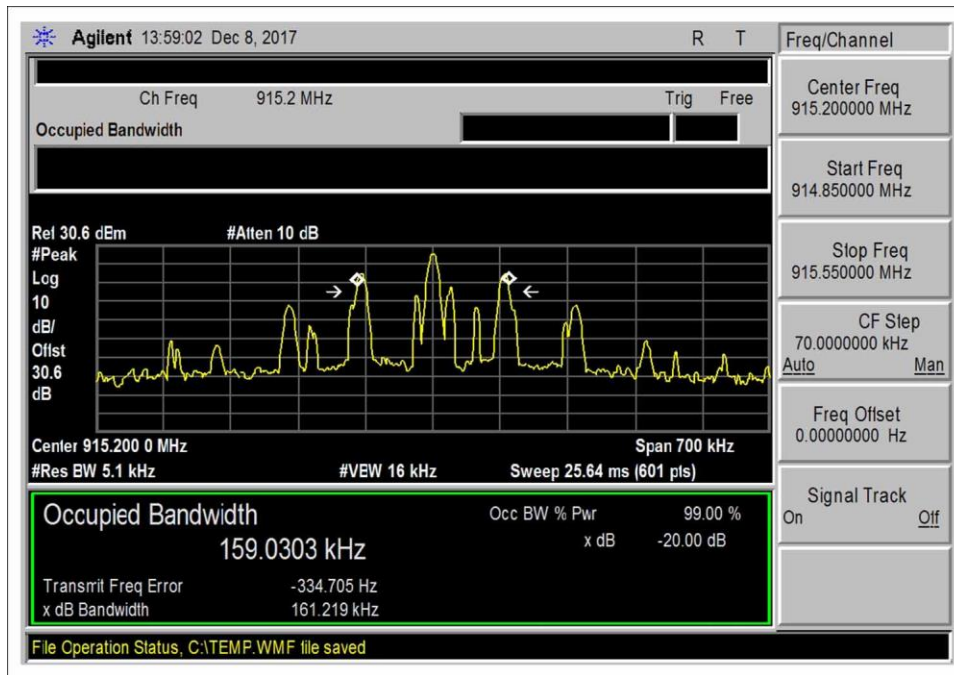 Agilent 13:59:02 Dec 8, 2017 R T
Freq/Channel
Ch Freq 915.2 MHz Trig Free
Occupied Bandwidth
Center Freq
915.200000 MHz
Start Freq
914.850000 MHz
Stop Freq
915.550000 MHz
CF Step
70.0000000 kHz
Auto Man
Freq Offset
0.00000000 Hz
Signal Track
On Off
Ref 30.6 dBm #Atten 10 dB
#Peak
Log
10
dB/
Offst
30.6
dB
Center 915.200 0 MHz Span 700 kHz
#Res BW 5.1 kHz #VBW 16 kHz Sweep 25.64 ms (601 pts)
Occupied Bandwidth Occ BW % Pwr 99.00 %
159.0303 kHz x dB -20.00 dB
Transmit Freq Error -334.705 Hz
x dB Bandwidth 161.219 kHz
File Operation Status, C:\TEMP.WMF file saved